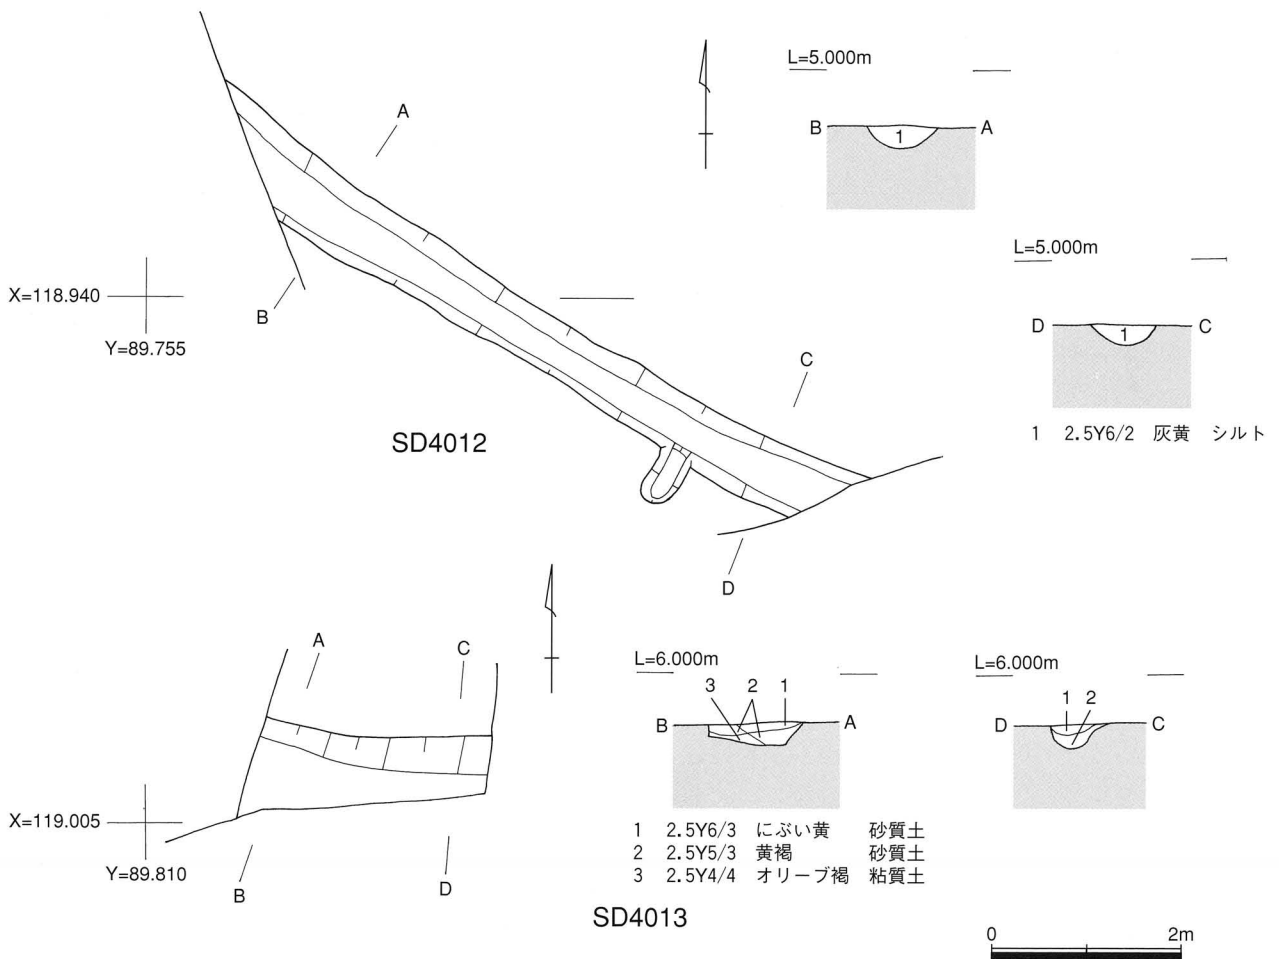 A
L=5.000m
B 1 A
L=5.000m
X=118.940
B
Y=89.755
D 1 C
C
1 2.5Y6/2 灰黄 シルト
SD4012
D
A
C
L=6.000m
3 2 1
B A
L=6.000m
1 2
D C
X=119.005
Y=89.810
B
D
1 2.5Y6/3 にぶい黄 砂質土
2 2.5Y5/3 黄褐 砂質土
3 2.5Y4/4 オリーブ褐 粘質土
SD4013
0 2m